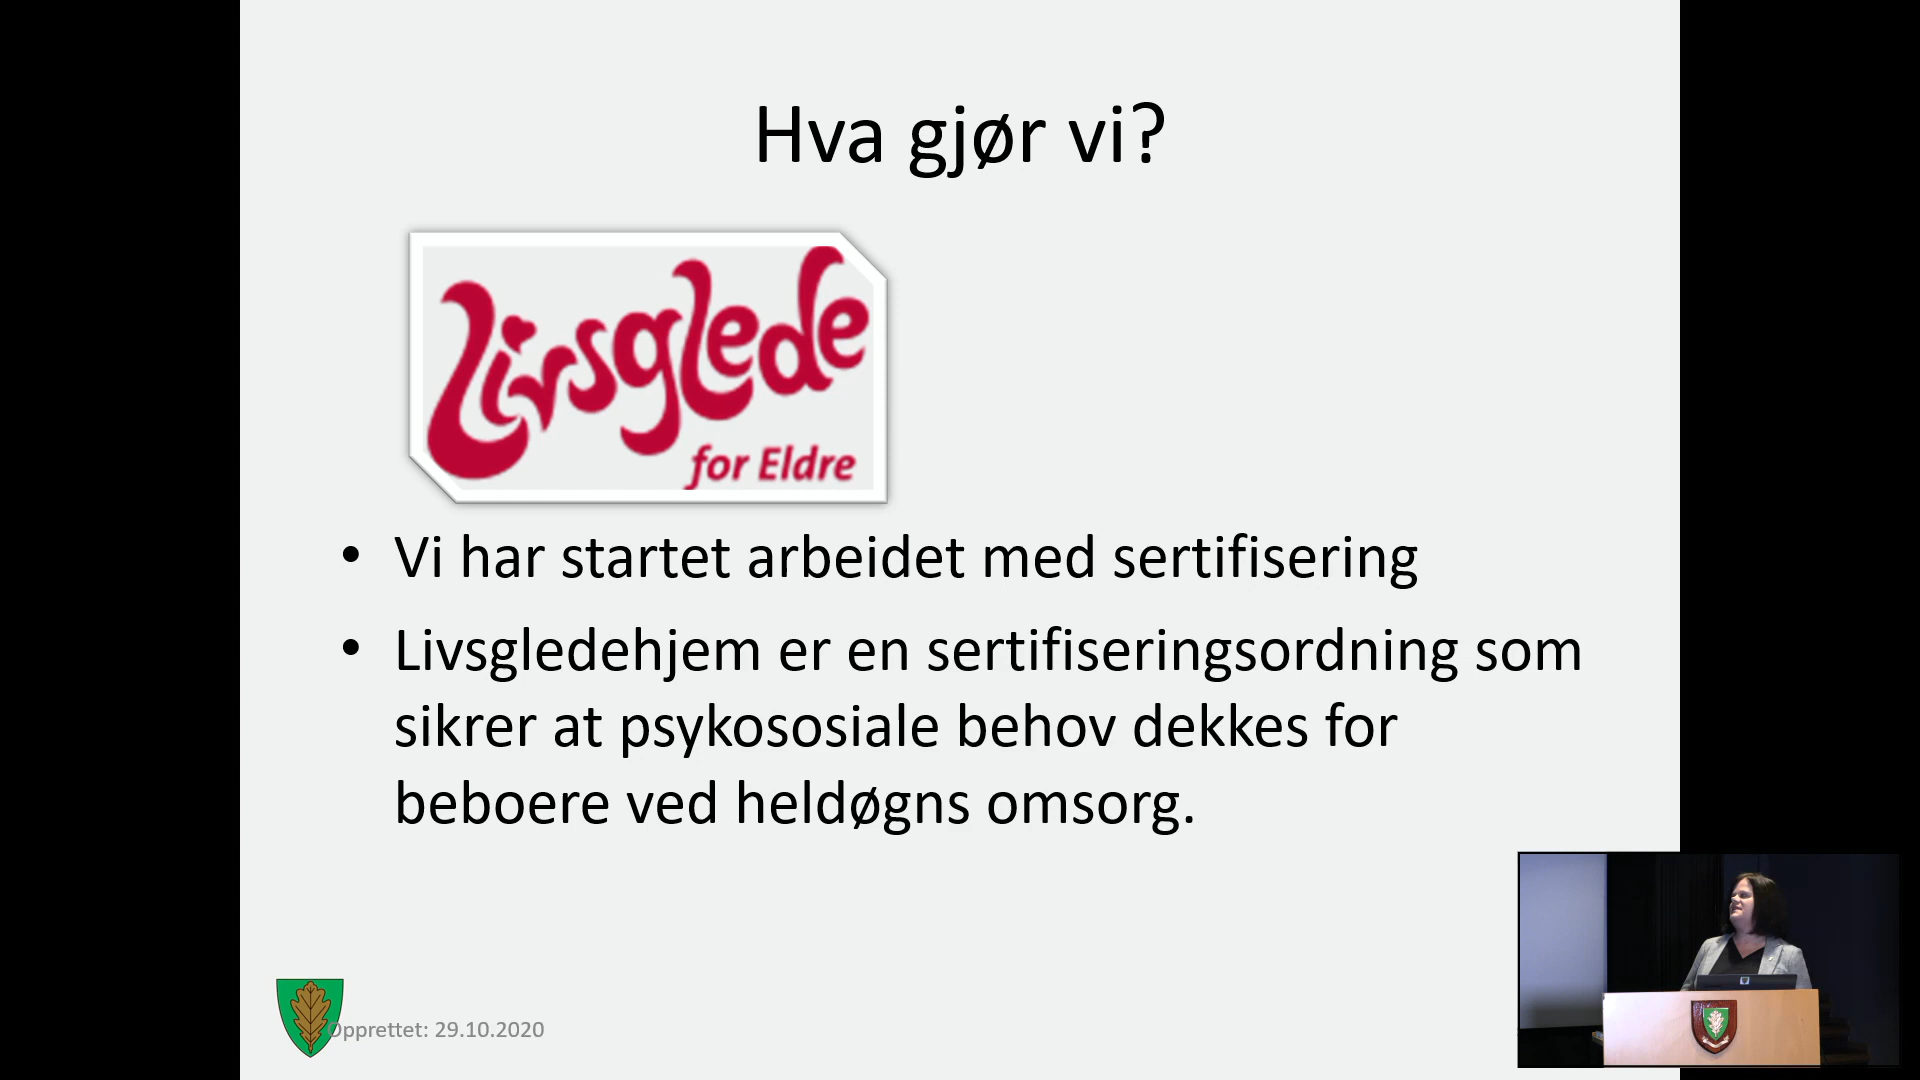 Hva gjør vi?
Livsglede
for Eldre
• Vi har startet arbeidet med sertifisering
• Livsgledehjem er en sertifiseringsordning som
sikrer at psykososiale behov dekkes for
beboere ved heldøgns omsorg.
Opprettet: 29.10.2020